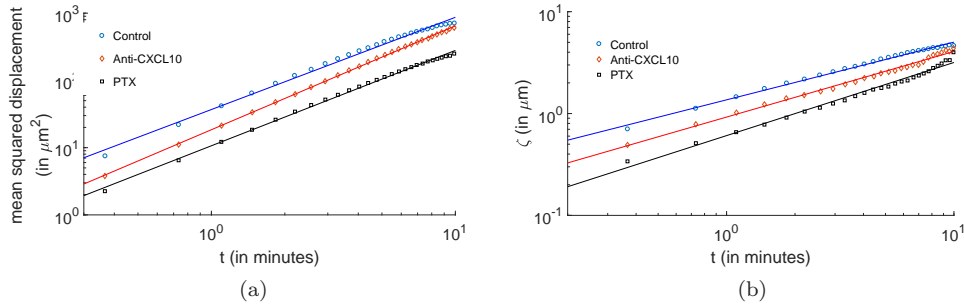 mean squared displacement
(in μm²)
10³
10²
10¹
10⁰
Control
Anti-CXCL10
PTX
10⁰
10¹
t (in minutes)
(a)
ζ (in μm)
10¹
10⁰
10⁻¹
Control
Anti-CXCL10
PTX
10⁰
10¹
t (in minutes)
(b)